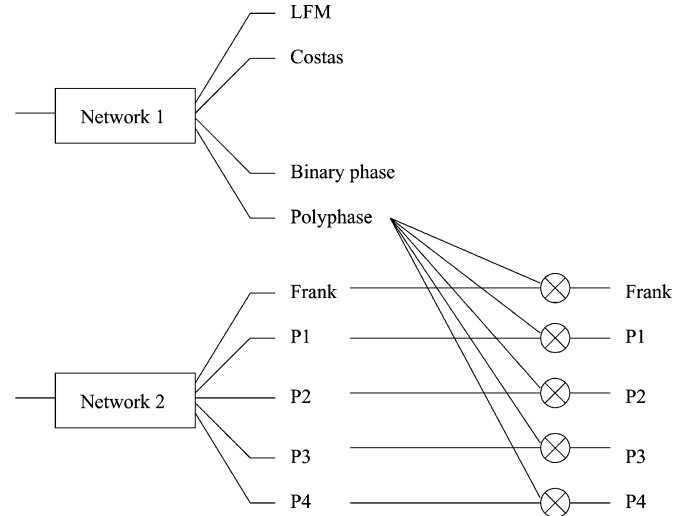 LFM
Costas
Network 1
Binary phase
Polyphase
Frank
Frank
P1
P1
P2
P2
Network 2
P3
P3
P4
P4